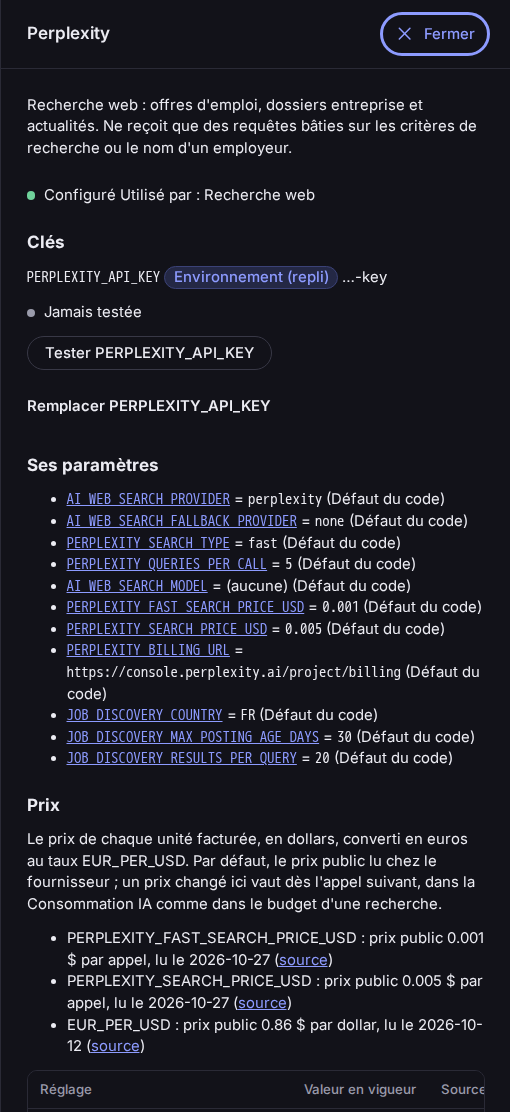 Perplexity
Fermer
Recherche web : offres d'emploi, dossiers entreprise et
actualités. Ne reçoit que des requêtes bâties sur les critères de
recherche ou le nom d'un employeur.
Configuré Utilisé par : Recherche web
Clés
PERPLEXITY_API_KEY Environnement (repli) …-key
Jamais testée
Tester PERPLEXITY_API_KEY
Remplacer PERPLEXITY_API_KEY
Ses paramètres
AI_WEB_SEARCH_PROVIDER = perplexity (Défaut du code)
AI_WEB_SEARCH_FALLBACK_PROVIDER = none (Défaut du code)
PERPLEXITY_SEARCH_TYPE = fast (Défaut du code)
PERPLEXITY_QUERIES_PER_CALL = 5 (Défaut du code)
AI_WEB_SEARCH_MODEL = (aucune) (Défaut du code)
PERPLEXITY_FAST_SEARCH_PRICE_USD = 0.001 (Défaut du code)
PERPLEXITY_SEARCH_PRICE_USD = 0.005 (Défaut du code)
PERPLEXITY_BILLING_URL =
https://console.perplexity.ai/project/billing (Défaut du
code)
JOB_DISCOVERY_COUNTRY = FR (Défaut du code)
JOB_DISCOVERY_MAX_POSTING_AGE_DAYS = 30 (Défaut du code)
JOB_DISCOVERY_RESULTS_PER_QUERY = 20 (Défaut du code)
Prix
Le prix de chaque unité facturée, en dollars, converti en euros
au taux EUR_PER_USD. Par défaut, le prix public lu chez le
fournisseur ; un prix changé ici vaut dès l'appel suivant, dans la
Consommation IA comme dans le budget d'une recherche.
PERPLEXITY_FAST_SEARCH_PRICE_USD : prix public 0.001
$ par appel, lu le 2026-10-27 (source)
PERPLEXITY_SEARCH_PRICE_USD : prix public 0.005 $ par
appel, lu le 2026-10-27 (source)
EUR_PER_USD : prix public 0.86 $ par dollar, lu le 2026-10-
12 (source)
Réglage Valeur en vigueur Source